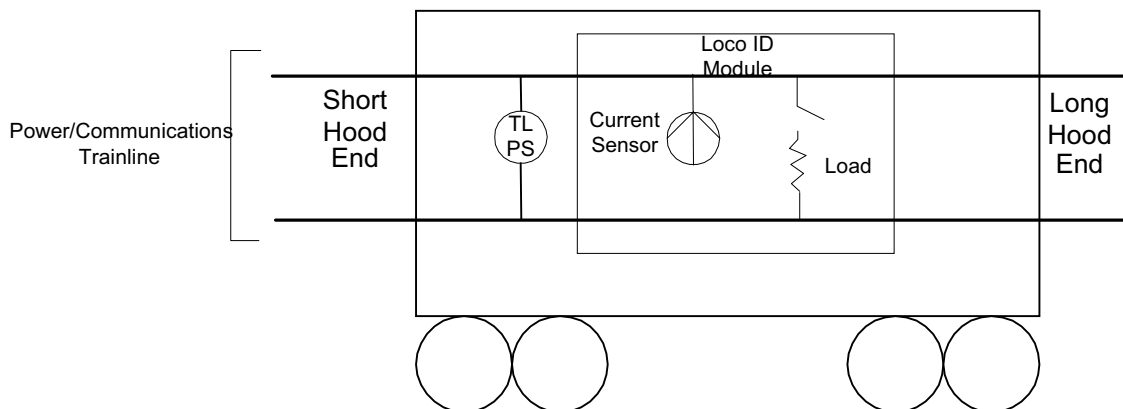 Loco ID
Module
Power/Communications
Trainline
Short
Hood
End
TL
PS
Current
Sensor
Load
Long
Hood
End